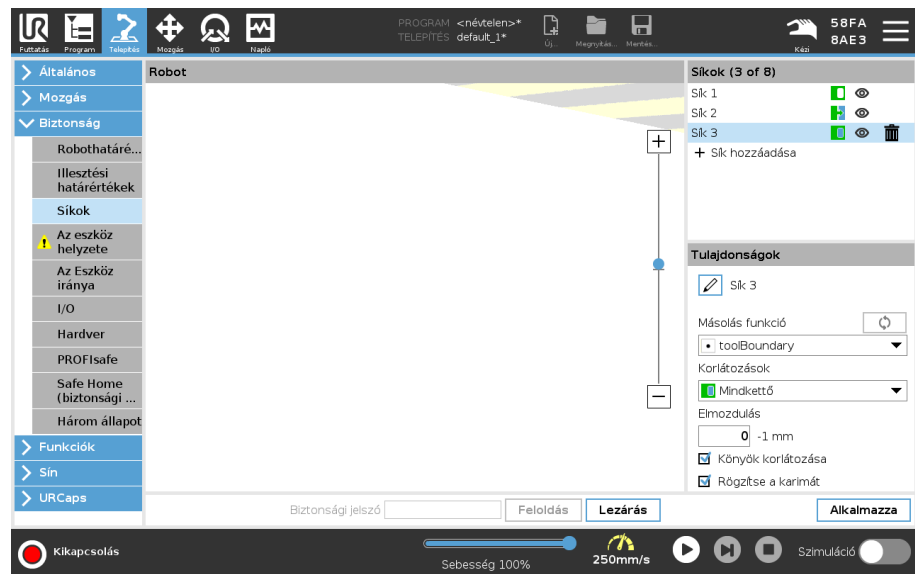 Futtatás
Program
Telepítés
Mozgás
I/O
Napló
PROGRAM <névtelen>*
TELEPÍTÉS default_1*
Új...
Megnyitás...
Mentés...
Kézi
58FA
8AE3
Általános
Mozgás
Biztonság
Robothatáré...
Illesztési
határértékek
Síkok
Az eszköz
helyzete
Az Eszköz
iránya
I/O
Hardver
PROFIsafe
Safe Home
(biztonsági ...
Három állapot
Funkciók
Sín
URCaps
Robot
Síkok (3 of 8)
Sík 1
Sík 2
Sík 3
+ Sík hozzáadása
Tulajdonságok
Sík 3
Másolás funkció
toolBoundary
Korlátozások
Mindkettő
Elmozdulás
0 -1 mm
Könyök korlátozása
Rögzítse a karimát
Biztonsági jelszó
Feloldás
Lezárás
Alkalmazza
Kikapcsolás
Sebesség 100%
250mm/s
Szimuláció